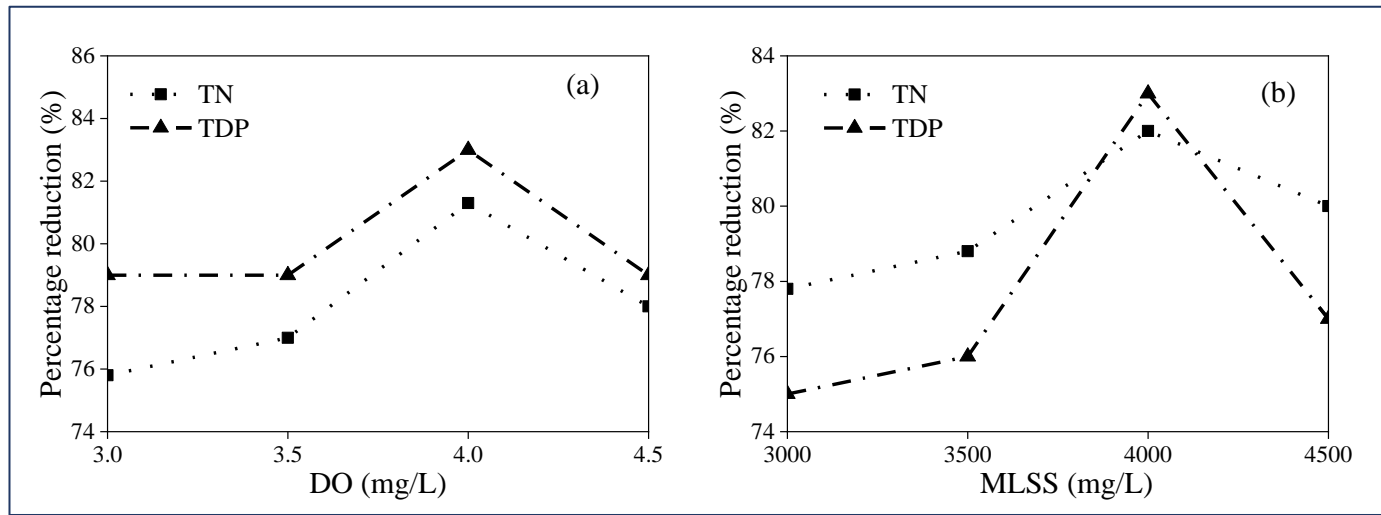 86
84
82
80
78
76
74
Percentage reduction (%)
TN
TDP
(a)
3.0
3.5
4.0
4.5
DO (mg/L)
84
82
80
78
76
74
Percentage reduction (%)
TN
TDP
(b)
3000
3500
4000
4500
MLSS (mg/L)